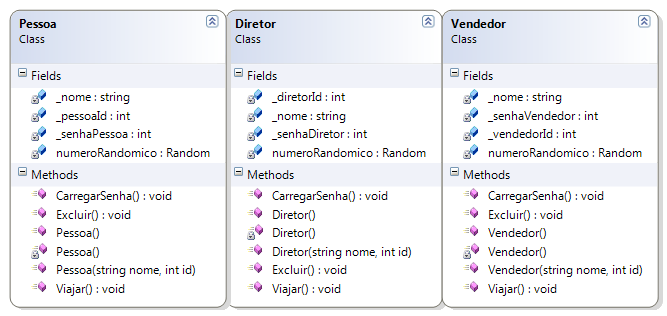 Pessoa
Class
Fields
_nome : string
_pessoaId : int
_senhaPessoa : int
numeroRandomico : Random
Methods
CarregarSenha() : void
Excluir() : void
Pessoa()
Pessoa()
Pessoa(string nome, int id)
Viajar() : void
Diretor
Class
Fields
_diretorId : int
_nome : string
_senhaDiretor : int
numeroRandomico : Random
Methods
CarregarSenha() : void
Diretor()
Diretor()
Diretor(string nome, int id)
Excluir() : void
Viajar() : void
Vendedor
Class
Fields
_nome : string
_senhaVendedor : int
_vendedorId : int
numeroRandomico : Random
Methods
CarregarSenha() : void
Excluir() : void
Vendedor()
Vendedor()
Vendedor(string nome, int id)
Viajar() : void